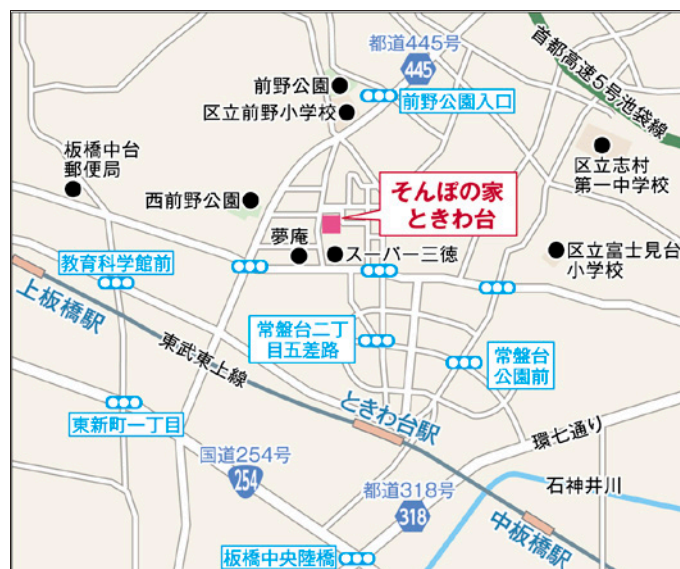 都道445号
445
首都高速5号池袋線
前野公園
前野公園入口
区立前野小学校
板橋中台
郵便局
区立志村
第一中学校
西前野公園
そんぽの家
ときわ台
夢庵
スーパー三徳
区立富士見台
小学校
教育科学館前
上板橋駅
東武東上線
常盤台二丁
目五差路
常盤台
公園前
東新町一丁目
ときわ台駅
環七通り
国道254号
254
都道318号
318
石神井川
中板橋駅
板橋中央陸橋